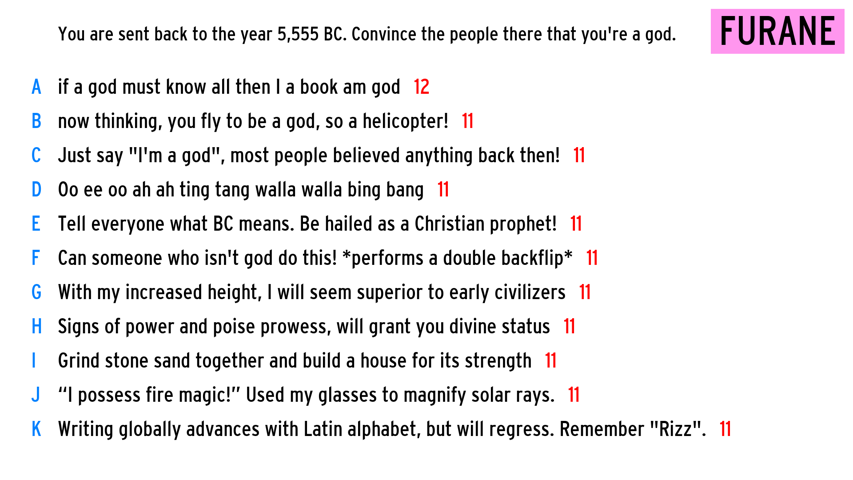 You are sent back to the year 5,555 BC. Convince the people there that you're a god.
FURANE
A if a god must know all then I a book am god 12
B now thinking, you fly to be a god, so a helicopter! 11
C Just say "I'm a god", most people believed anything back then! 11
D Oo ee oo ah ah ting tang walla walla bing bang 11
E Tell everyone what BC means. Be hailed as a Christian prophet! 11
F Can someone who isn't god do this! *performs a double backflip* 11
G With my increased height, I will seem superior to early civilizers 11
H Signs of power and poise prowess, will grant you divine status 11
I Grind stone sand together and build a house for its strength 11
J “I possess fire magic!” Used my glasses to magnify solar rays. 11
K Writing globally advances with Latin alphabet, but will regress. Remember "Rizz". 11